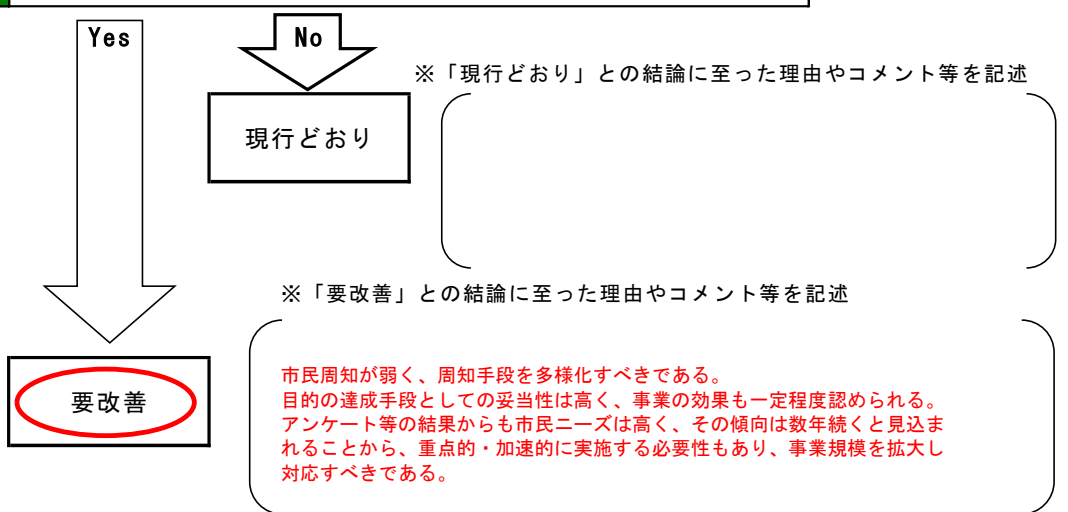 Yes
No
※「現行どおり」との結論に至った理由やコメント等を記述
現行どおり
※「要改善」との結論に至った理由やコメント等を記述
要改善
市民周知が弱く、周知手段を多様化すべきである。
目的の達成手段としての妥当性は高く、事業の効果も一定程度認められる。
アンケート等の結果からも市民ニーズは高く、その傾向は数年続くと見込ま
れることから、重点的・加速的に実施する必要性もあり、事業規模を拡大し
対応すべきである。